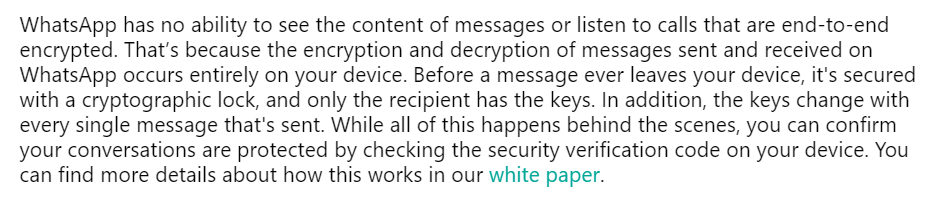 WhatsApp has no ability to see the content of messages or listen to calls that are end-to-end
encrypted. That’s because the encryption and decryption of messages sent and received on
WhatsApp occurs entirely on your device. Before a message ever leaves your device, it's secured
with a cryptographic lock, and only the recipient has the keys. In addition, the keys change with
every single message that's sent. While all of this happens behind the scenes, you can confirm
your conversations are protected by checking the security verification code on your device. You
can find more details about how this works in our white paper.